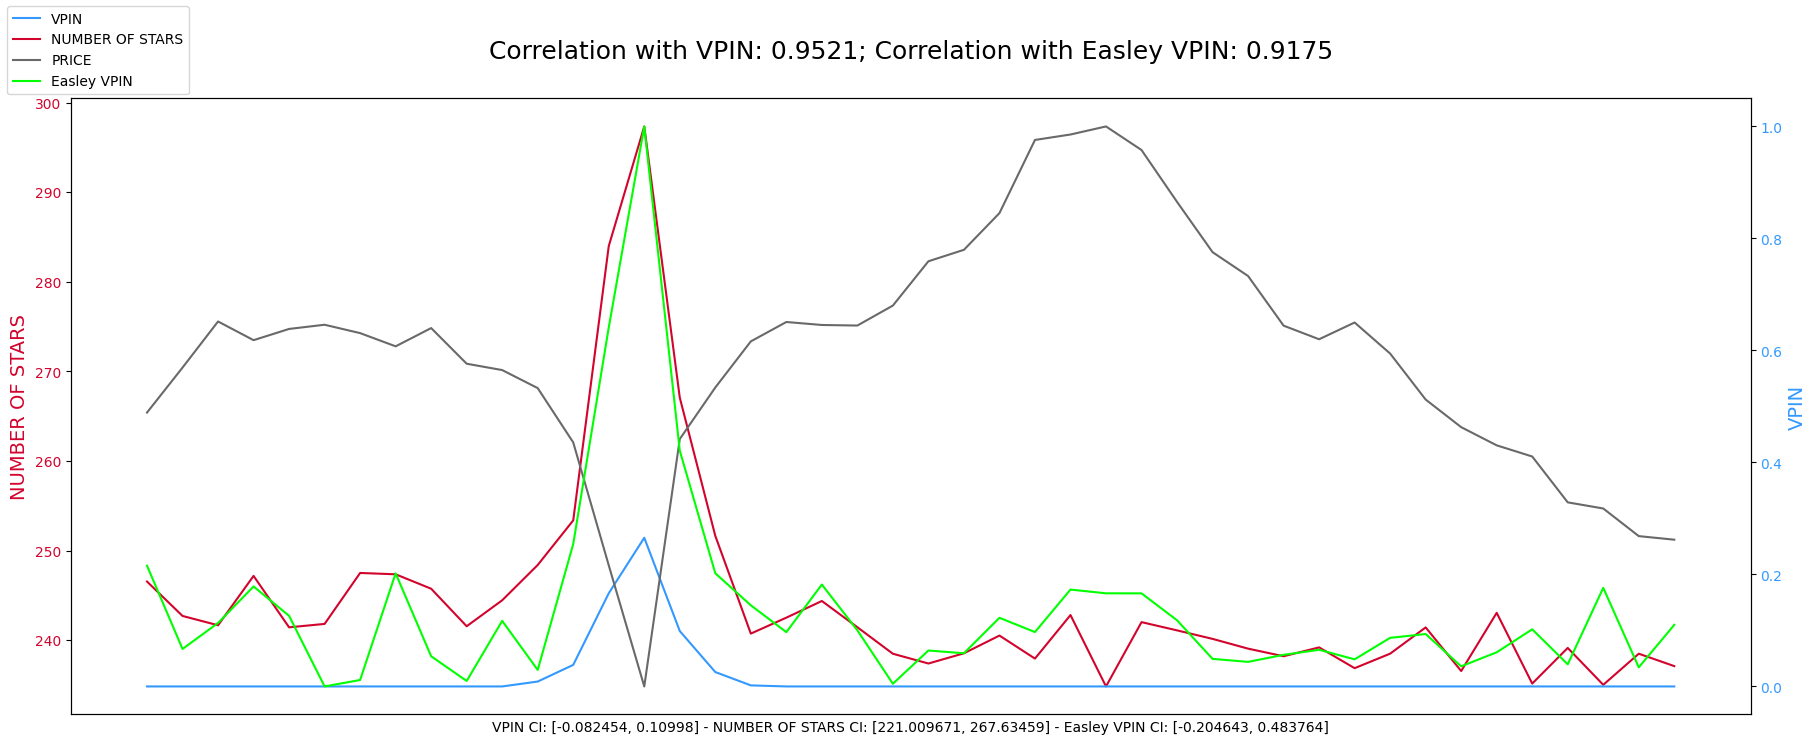 VPIN
NUMBER OF STARS
PRICE
Easley VPIN
Correlation with VPIN: 0.9521; Correlation with Easley VPIN: 0.9175
300
290
280
270
260
250
240
NUMBER OF STARS
1.0
0.8
0.6
0.4
0.2
0.0
VPIN
VPIN CI: [-0.082454, 0.10998] - NUMBER OF STARS CI: [221.009671, 267.63459] - Easley VPIN CI: [-0.204643, 0.483764]